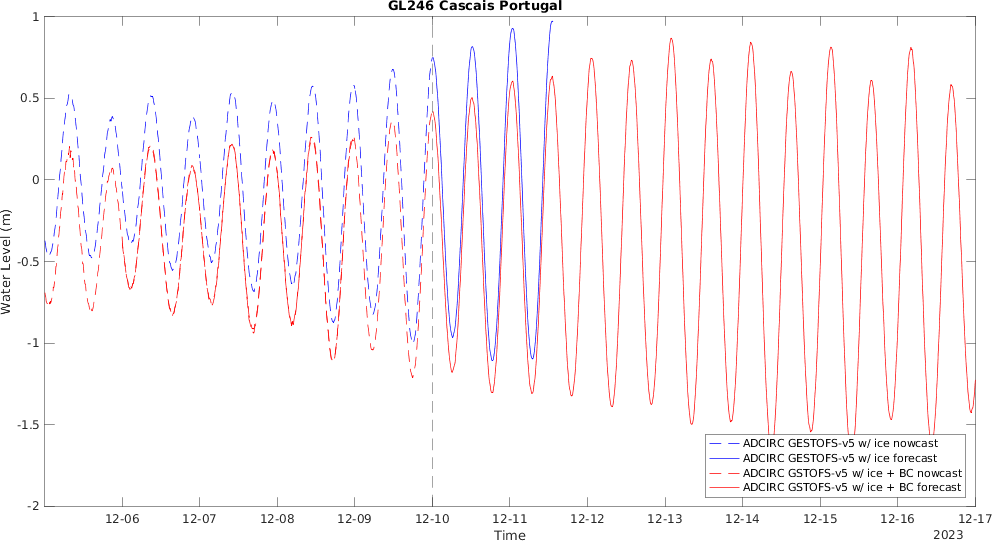 GL246 Cascais Portugal
1
0.5
0
-0.5
-1
-1.5
-2
Water Level (m)
ADCIRC GESTOFS-v5 w/ ice nowcast
ADCIRC GESTOFS-v5 w/ ice forecast
ADCIRC GSTOFS-v5 w/ ice + BC nowcast
ADCIRC GSTOFS-v5 w/ ice + BC forecast
12-06 12-07 12-08 12-09 12-10 12-11 12-12 12-13 12-14 12-15 12-16 12-17
Time
2023